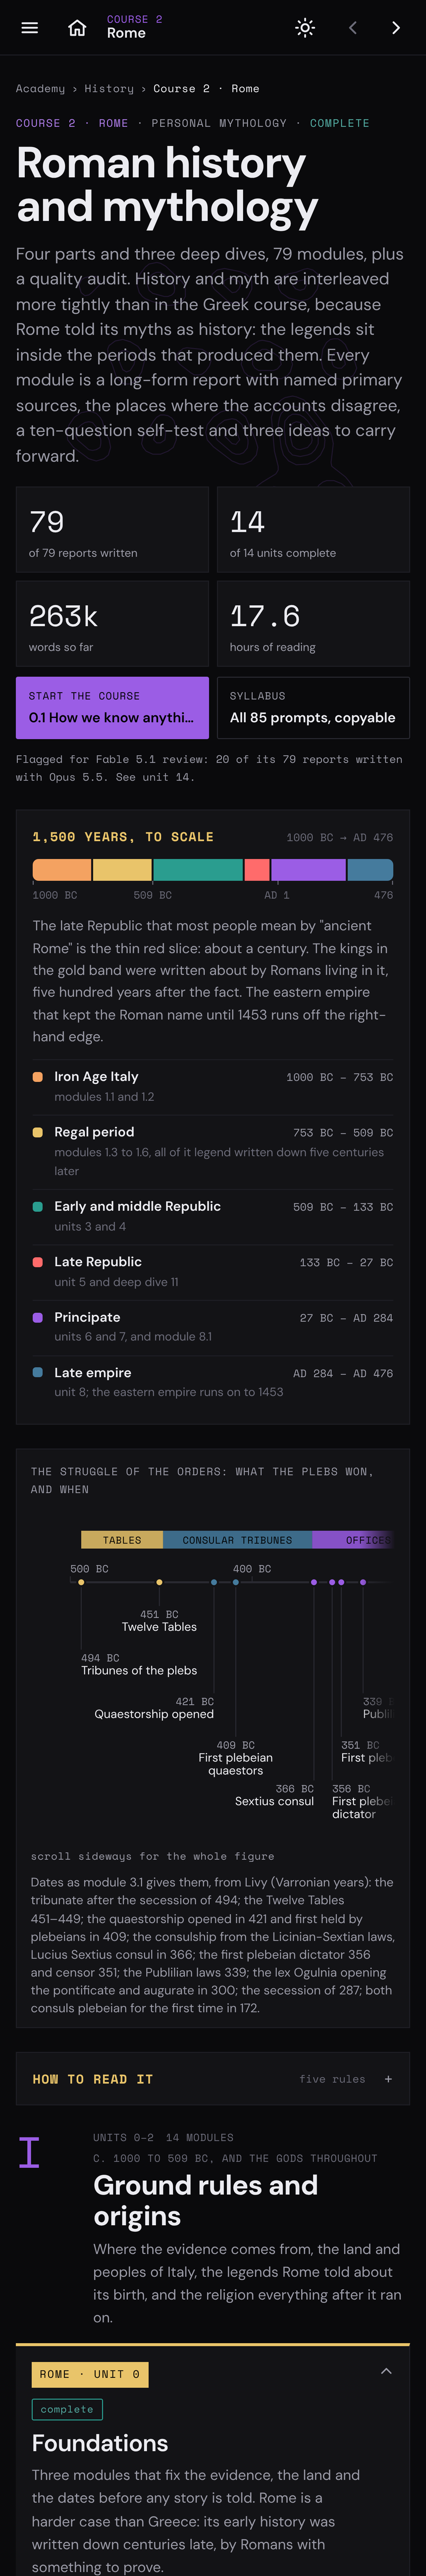 COURSE 2
Rome
Academy › History › Course 2 · Rome
COURSE 2 · ROME · PERSONAL MYTHOLOGY · COMPLETE
Roman history
and mythology
Four parts and three deep dives, 79 modules, plus
a quality audit. History and myth are interleaved
more tightly than in the Greek course, because
Rome told its myths as history: the legends sit
inside the periods that produced them. Every
module is a long-form report with named primary
sources, the places where the accounts disagree,
a ten-question self-test and three ideas to carry
forward.
79
of 79 reports written
14
of 14 units complete
263k
words so far
17.6
hours of reading
START THE COURSE
0.1 How we know anythi...
SYLLABUS
All 85 prompts, copyable
Flagged for Fable 5.1 review: 20 of its 79 reports written
with Opus 5.5. See unit 14.
1,500 YEARS, TO SCALE
1000 BC → AD 476
1000 BC 509 BC AD 1 476
The late Republic that most people mean by "ancient
Rome" is the thin red slice: about a century. The kings in
the gold band were written about by Romans living in it,
five hundred years after the fact. The eastern empire
that kept the Roman name until 1453 runs off the right-
hand edge.
Iron Age Italy 1000 BC – 753 BC
modules 1.1 and 1.2
Regal period 753 BC – 509 BC
modules 1.3 to 1.6, all of it legend written down five centuries
later
Early and middle Republic 509 BC – 133 BC
units 3 and 4
Late Republic 133 BC – 27 BC
unit 5 and deep dive 11
Principate 27 BC – AD 284
units 6 and 7, and module 8.1
Late empire AD 284 – AD 476
unit 8; the eastern empire runs on to 1453
THE STRUGGLE OF THE ORDERS: WHAT THE PLEBS WON,
AND WHEN
TABLES CONSULAR TRIBUNES OFFICES
500 BC 400 BC
451 BC
Twelve Tables
494 BC
Tribunes of the plebs
421 BC 339 B
Quaestorship opened Publil
409 BC 351 BC
First plebeian First pleb
quaestors
366 BC 356 BC
Sextius consul First plebei
dictator
scroll sideways for the whole figure
Dates as module 3.1 gives them, from Livy (Varronian years): the
tribunate after the secession of 494; the Twelve Tables
451–449; the quaestorship opened in 421 and first held by
plebeians in 409; the consulship from the Licinian-Sextian laws,
Lucius Sextius consul in 366; the first plebeian dictator 356
and censor 351; the Publilian laws 339; the lex Ogulnia opening
the pontificate and augurate in 300; the secession of 287; both
consuls plebeian for the first time in 172.
HOW TO READ IT five rules +
I
UNITS 0–2 14 MODULES
C. 1000 TO 509 BC, AND THE GODS THROUGHOUT
Ground rules and
origins
Where the evidence comes from, the land and
peoples of Italy, the legends Rome told about
its birth, and the religion everything after it ran
on.
ROME · UNIT 0
complete
Foundations
Three modules that fix the evidence, the land and
the dates before any story is told. Rome is a
harder case than Greece: its early history was
written down centuries late, by Romans with
something to prove.